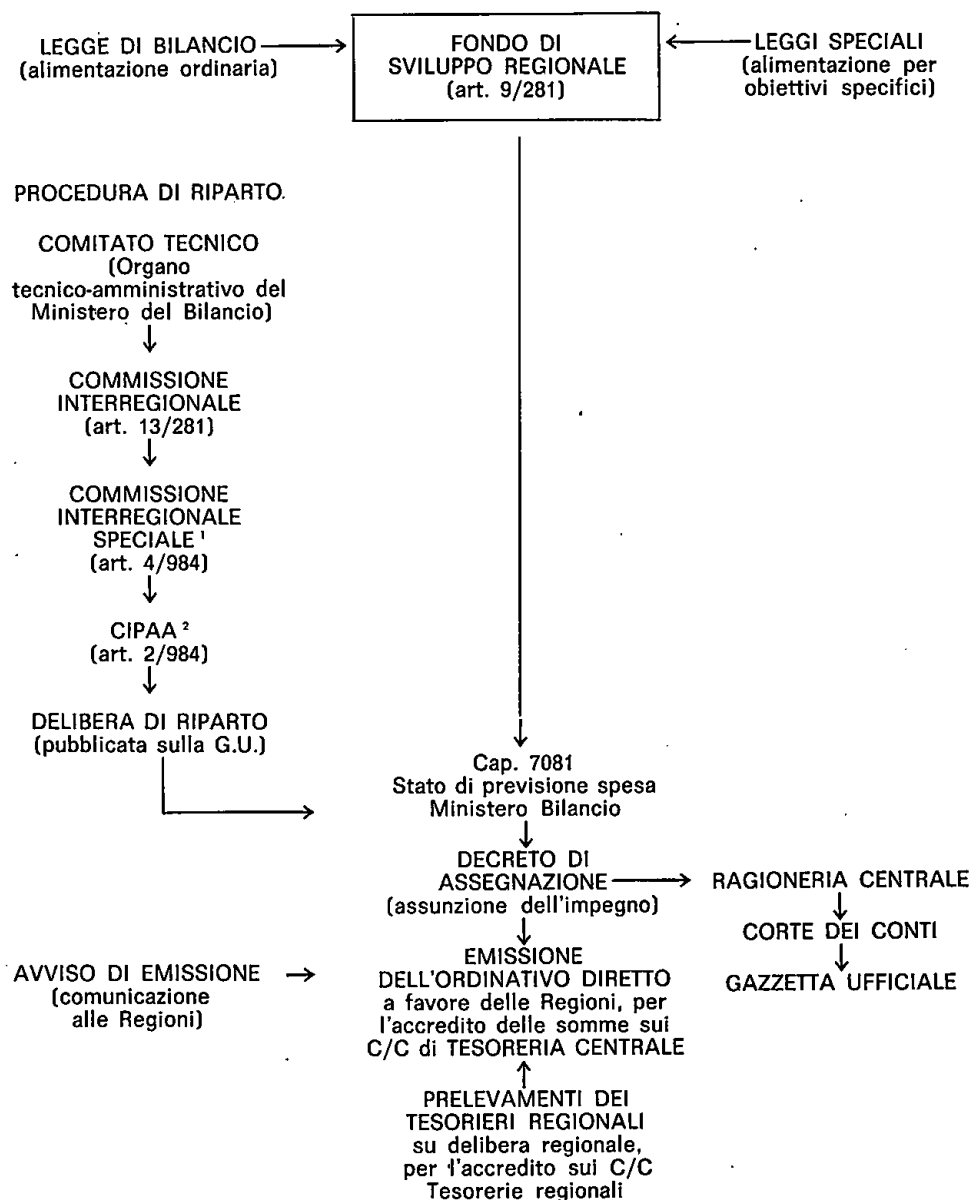 LEGGE DI BILANCIO
(alimentazione ordinaria)
FONDO DI
SVILUPPO REGIONALE
(art. 9/281)
LEGGI SPECIALI
(alimentazione per
obiettivi specifici)
PROCEDURA DI RIPARTO
COMITATO TECNICO
(Organo
tecnico-amministrativo del
Ministero del Bilancio)
COMMISSIONE
INTERREGIONALE
(art. 13/281)
COMMISSIONE
INTERREGIONALE
SPECIALE ¹
(art. 4/984)
CIPAA ²
(art. 2/984)
DELIBERA DI RIPARTO
(pubblicata sulla G.U.)
Cap. 7081
Stato di previsione spesa
Ministero Bilancio
DECRETO DI
ASSEGNAZIONE
(assunzione dell'impegno)
RAGIONERIA CENTRALE
CORTE DEI CONTI
GAZZETTA UFFICIALE
AVVISO DI EMISSIONE
(comunicazione
alle Regioni)
EMISSIONE
DELL'ORDINATIVO DIRETTO
a favore delle Regioni, per
l'accredito delle somme sui
C/C di TESORERIA CENTRALE
PRELEVAMENTI DEI
TESORIERI REGIONALI
su delibera regionale,
per l'accredito sui C/C
Tesorerie regionali